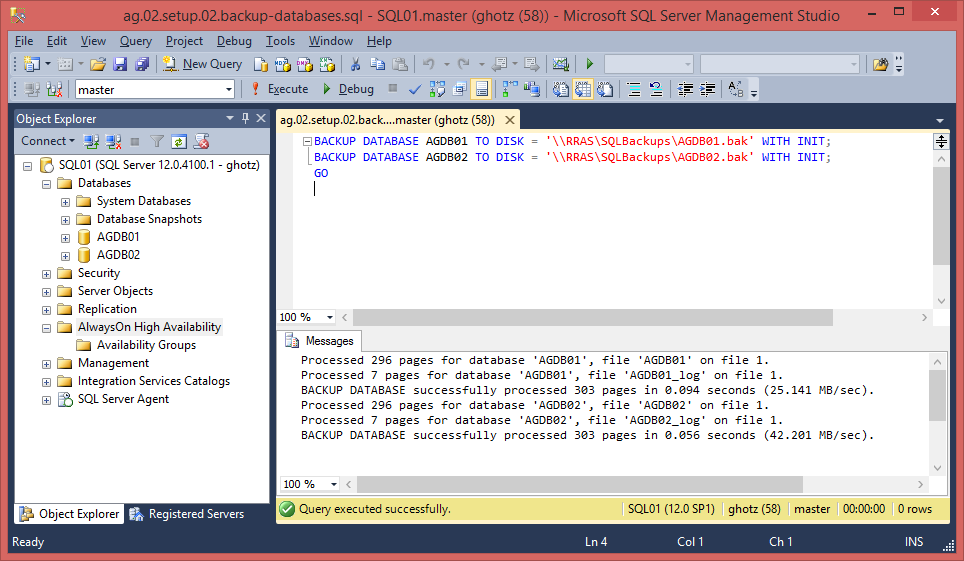 ag.02.setup.02.backup-databases.sql - SQL01.master (ghotz (58)) - Microsoft SQL Server Management Studio
File Edit View Query Project Debug Tools Window Help
New Query
master Execute Debug
Object Explorer
Connect
SQL01 (SQL Server 12.0.4100.1 - ghotz)
Databases
System Databases
Database Snapshots
AGDB01
AGDB02
Security
Server Objects
Replication
AlwaysOn High Availability
Availability Groups
Management
Integration Services Catalogs
SQL Server Agent
Object Explorer Registered Servers
ag.02.setup.02.back....master (ghotz (58))
BACKUP DATABASE AGDB01 TO DISK = '\\RRAS\SQLBackups\AGDB01.bak' WITH INIT;
BACKUP DATABASE AGDB02 TO DISK = '\\RRAS\SQLBackups\AGDB02.bak' WITH INIT;
GO
100 %
Messages
Processed 296 pages for database 'AGDB01', file 'AGDB01' on file 1.
Processed 7 pages for database 'AGDB01', file 'AGDB01_log' on file 1.
BACKUP DATABASE successfully processed 303 pages in 0.094 seconds (25.141 MB/sec).
Processed 296 pages for database 'AGDB02', file 'AGDB02' on file 1.
Processed 7 pages for database 'AGDB02', file 'AGDB02_log' on file 1.
BACKUP DATABASE successfully processed 303 pages in 0.056 seconds (42.201 MB/sec).
100 %
Query executed successfully. SQL01 (12.0 SP1) ghotz (58) master 00:00:00 0 rows
Ready Ln 4 Col 1 Ch 1 INS